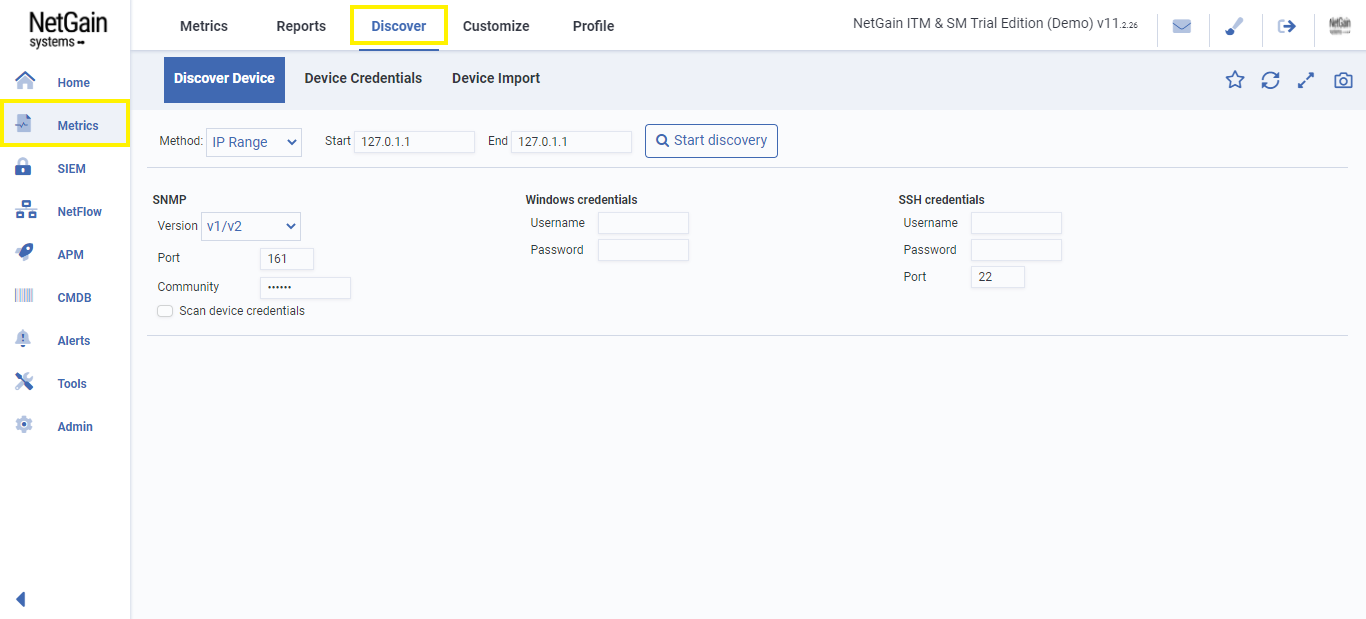 NetGain
systems
Metrics Reports Discover Customize Profile
NetGain ITM & SM Trial Edition (Demo) v11.2.26
NetGain
Home
Metrics
SIEM
NetFlow
APM
CMDB
Alerts
Tools
Admin
Discover Device Device Credentials Device Import
Method: IP Range Start 127.0.1.1 End 127.0.1.1 Start discovery
SNMP
Version v1/v2
Port 161
Community ······
Scan device credentials
Windows credentials
Username
Password
SSH credentials
Username
Password
Port 22